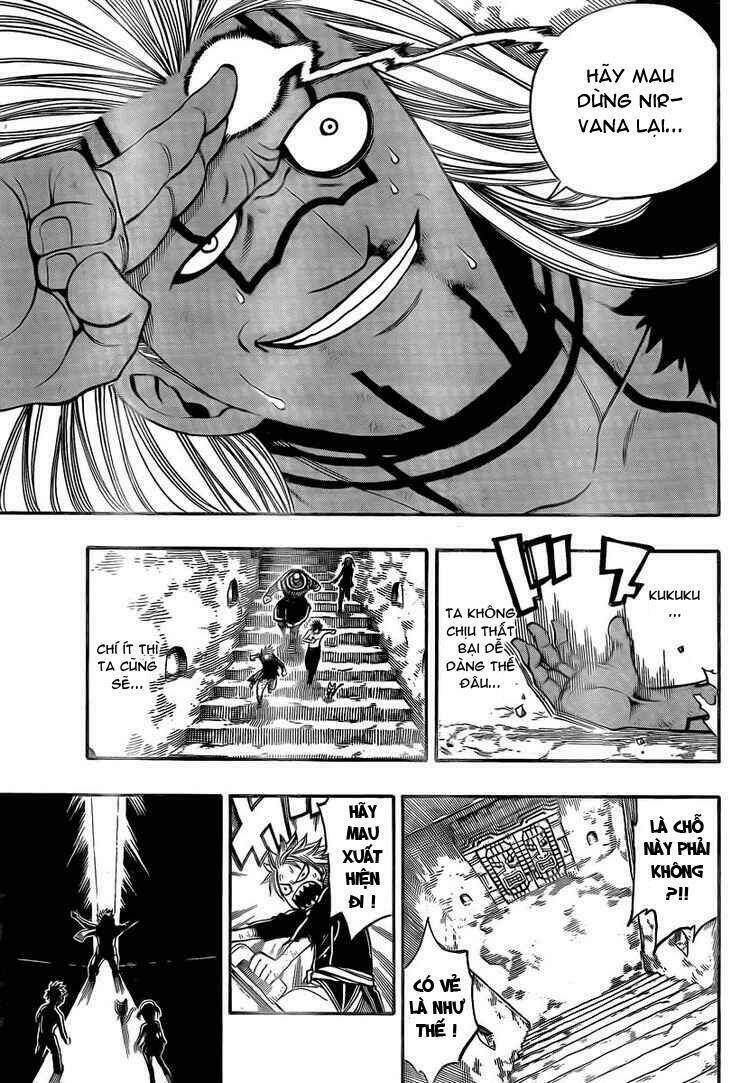 HÃY MAU
DỪNG NIR-
VANA LẠI...
KUKUKU
...
TA KHÔNG
CHỊU THẤT
BẠI DỄ
DÀNG THẾ
ĐÂU...
CHÍ ÍT THÌ
TA CŨNG
SẼ...
LÀ CHỖ
NÀY PHẢI
KHÔNG
?!!
CÓ VẺ
LÀ NHƯ
THẾ !
HÃY
MAU
XUẤT
HIỆN
ĐI !